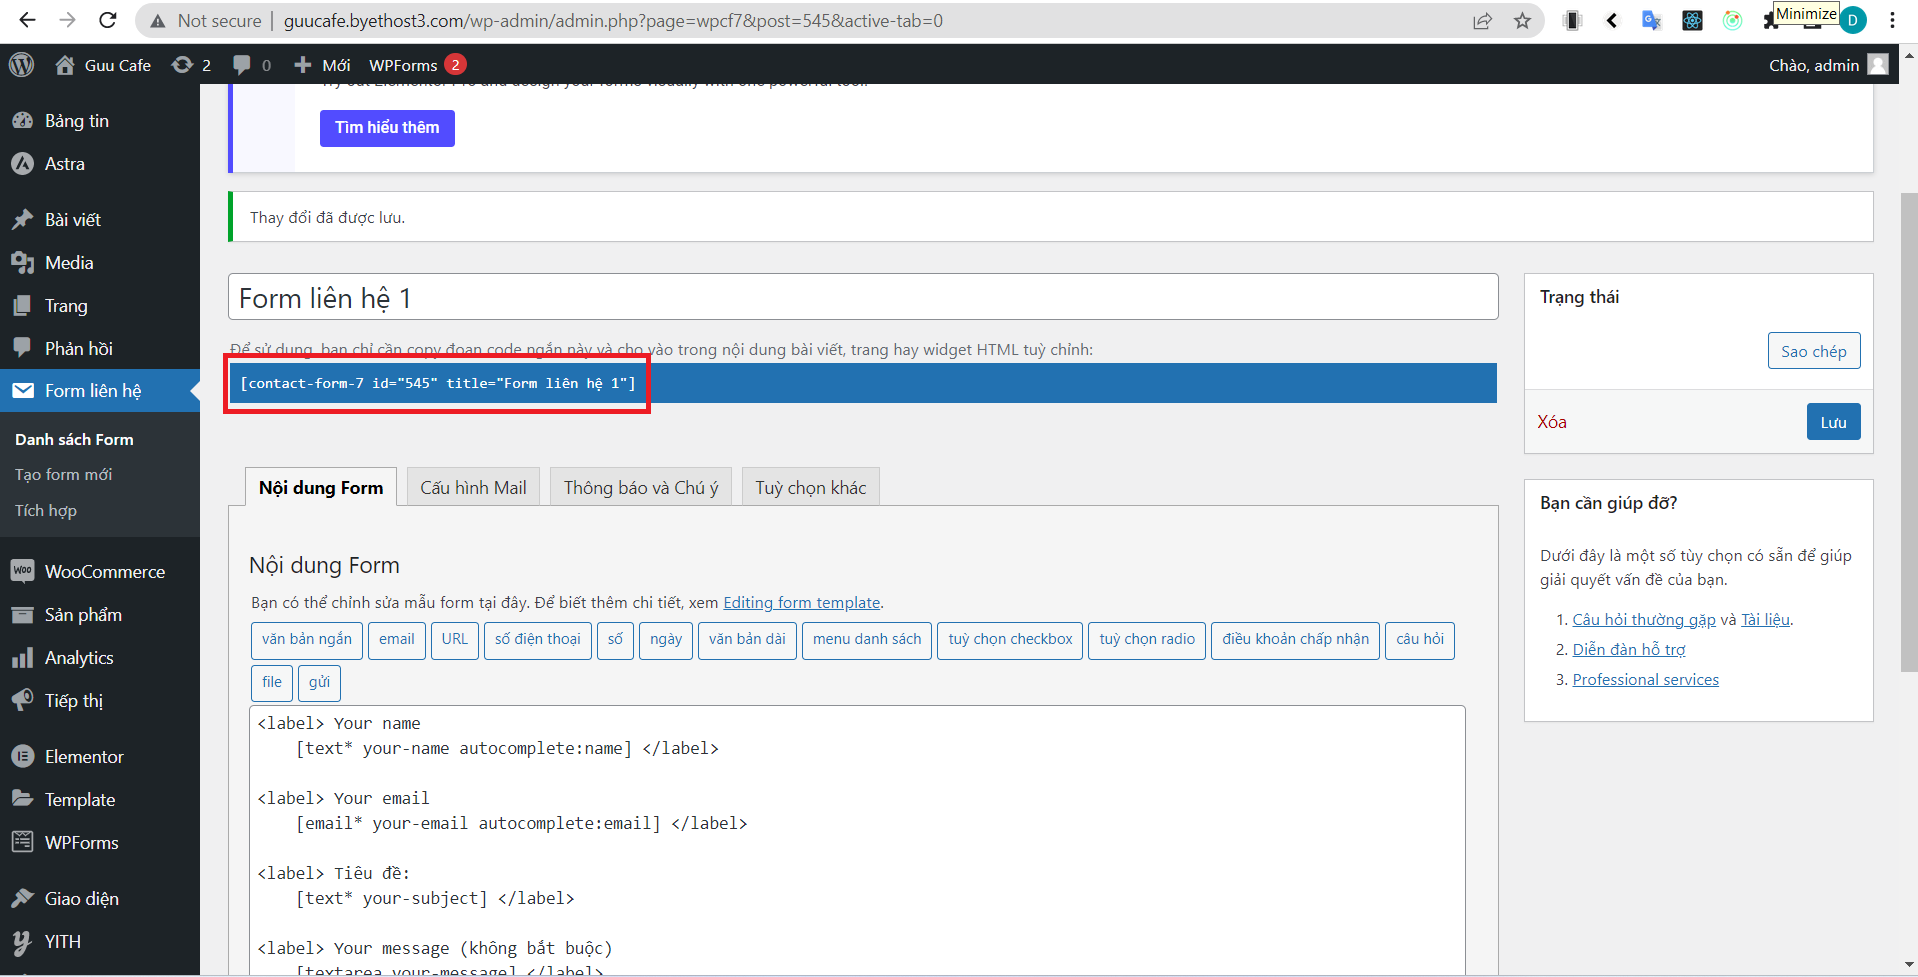 Not secure | guucafe.byethost3.com/wp-admin/admin.php?page=wpcf7&post=545&active-tab=0
Minimize
D
Guu Cafe
2
0
Mới
WPForms 2
Chào, admin
Bảng tin
Astra
Bài viết
Media
Trang
Phản hồi
Form liên hệ
Danh sách Form
Tạo form mới
Tích hợp
WooCommerce
Sản phẩm
Analytics
Tiếp thị
Elementor
Template
WPForms
Giao diện
YITH
Try out Elementor Pro and design your forms visually with one powerful tool.
Tìm hiểu thêm
Thay đổi đã được lưu.
Form liên hệ 1
Để sử dụng, bạn chỉ cần copy đoạn code ngắn này và cho vào trong nội dung bài viết, trang hay widget HTML tuỳ chỉnh:
[contact-form-7 id="545" title="Form liên hệ 1"]
Nội dung Form
Cấu hình Mail
Thông báo và Chú ý
Tuỳ chọn khác
Nội dung Form
Bạn có thể chỉnh sửa mẫu form tại đây. Để biết thêm chi tiết, xem Editing form template.
văn bản ngắn
email
URL
số điện thoại
số
ngày
văn bản dài
menu danh sách
tuỳ chọn checkbox
tuỳ chọn radio
điều khoản chấp nhận
câu hỏi
file
gửi
<label> Your name
[text* your-name autocomplete:name] </label>
<label> Your email
[email* your-email autocomplete:email] </label>
<label> Tiêu đề:
[text* your-subject] </label>
<label> Your message (không bắt buộc)
[textarea your-message] </label>
Trạng thái
Sao chép
Xóa
Lưu
Bạn cần giúp đỡ?
Dưới đây là một số tùy chọn có sẵn để giúp
giải quyết vấn đề của bạn.
1. Câu hỏi thường gặp và Tài liệu.
2. Diễn đàn hỗ trợ
3. Professional services